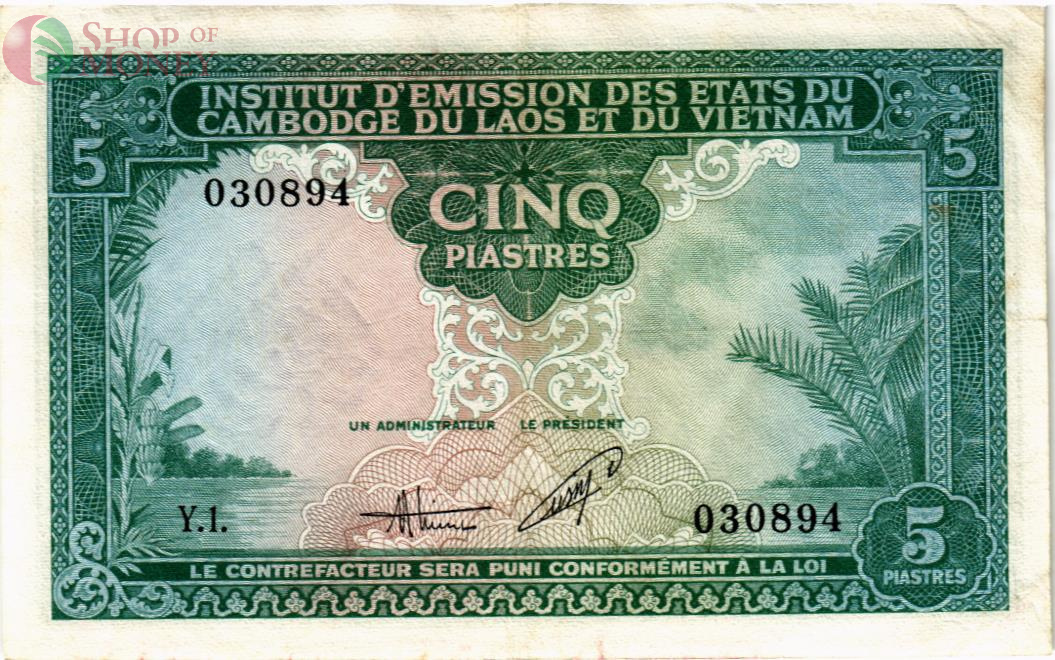 SHOP OF
MONEY
INSTITUT D'EMISSION DES ETATS DU
CAMBODGE DU LAOS ET DU VIETNAM
5
5
030894
CINQ
PIASTRES
UN ADMINISTRATEUR LE PRÉSIDENT
Y.1.
030894
5
PIASTRES
LE CONTREFACTEUR SERA PUNI CONFORMÉMENT À LA LOI